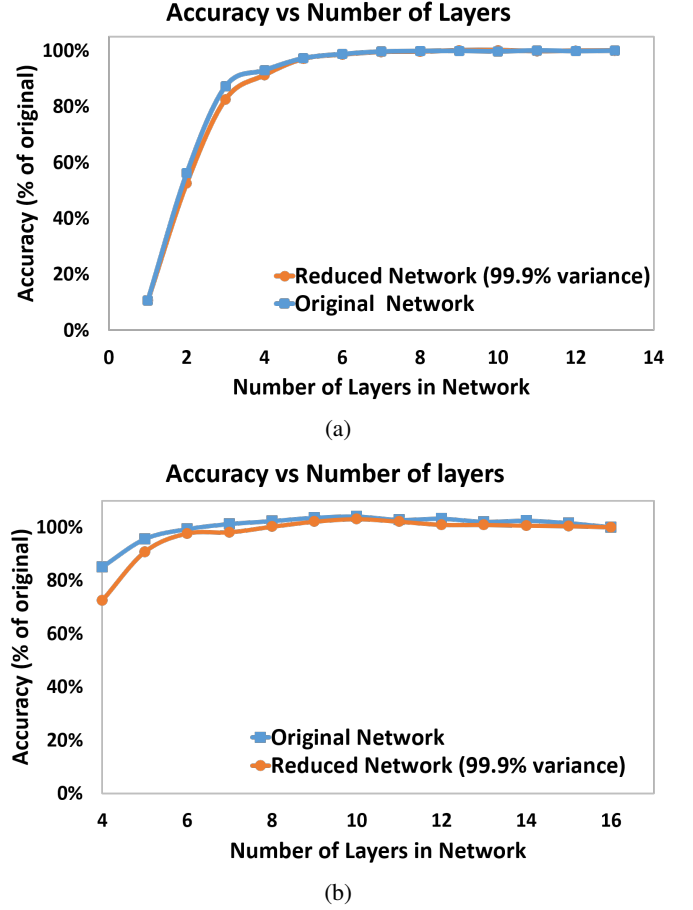 Accuracy vs Number of Layers
Accuracy (% of original)
100%
80%
60%
40%
20%
0%
Reduced Network (99.9% variance)
Original Network
0 2 4 6 8 10 12 14
Number of Layers in Network
(a)
Accuracy vs Number of layers
Accuracy (% of original)
100%
80%
60%
40%
20%
0%
Original Network
Reduced Network (99.9% variance)
4 6 8 10 12 14 16
Number of Layers in Network
(b)